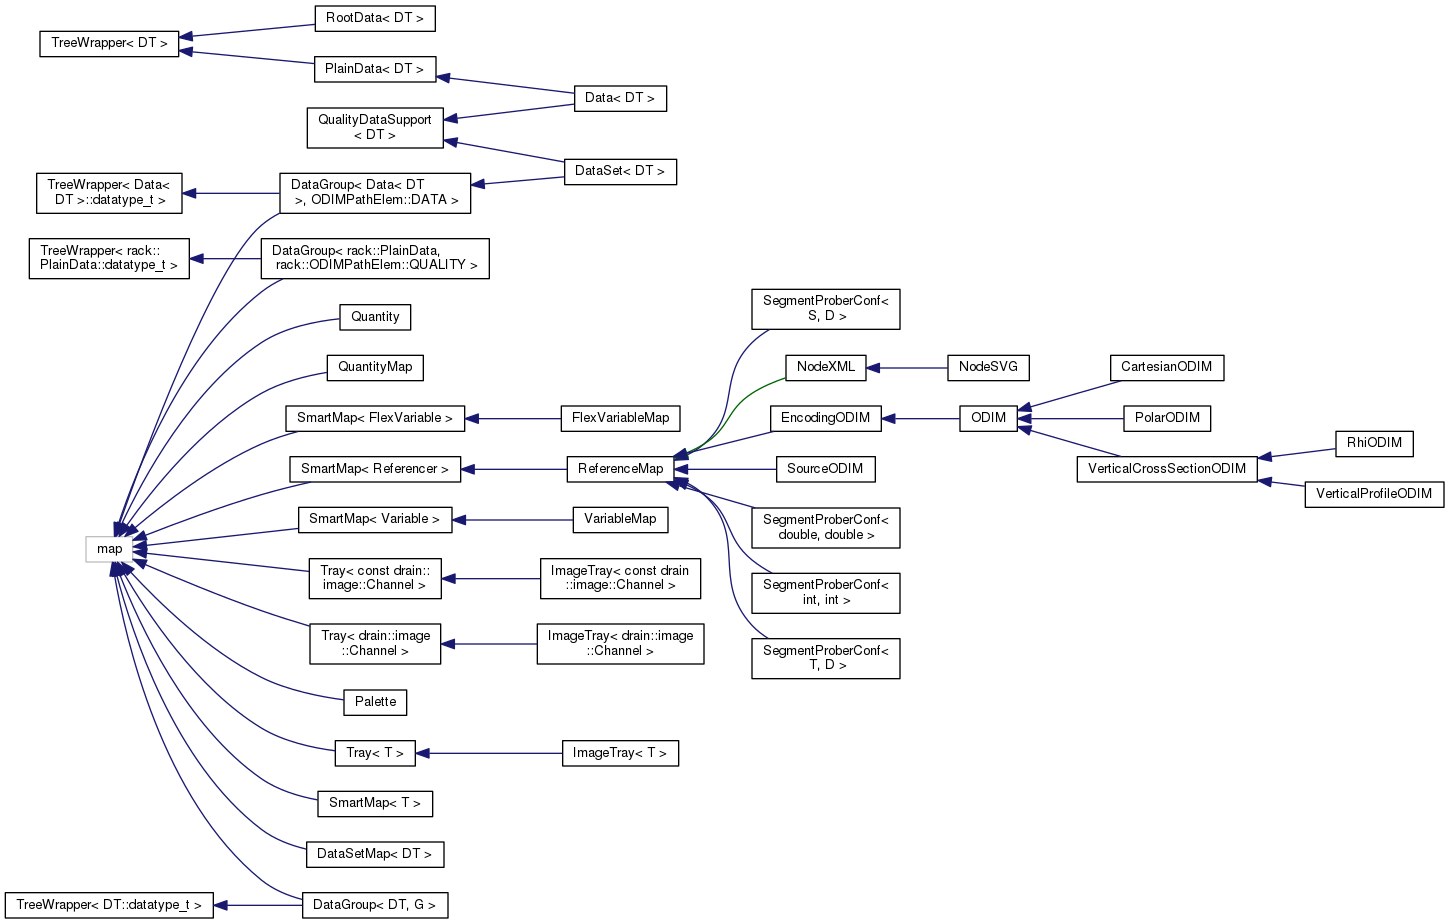 RootData< DT >
TreeWrapper< DT >
PlainData< DT >
Data< DT >
QualityDataSupport
< DT >
DataSet< DT >
TreeWrapper< Data<
DT >::datatype_t >
DataGroup< Data< DT
>, ODIMPathElem::DATA >
TreeWrapper< rack::
PlainData::datatype_t >
DataGroup< rack::PlainData,
rack::ODIMPathElem::QUALITY >
Quantity
QuantityMap
SmartMap< FlexVariable >
FlexVariableMap
SmartMap< Referencer >
ReferenceMap
SegmentProberConf<
S, D >
NodeXML
NodeSVG
EncodingODIM
ODIM
CartesianODIM
PolarODIM
SourceODIM
VerticalCrossSectionODIM
RhiODIM
VerticalProfileODIM
SegmentProberConf<
double, double >
SegmentProberConf<
int, int >
SegmentProberConf<
T, D >
SmartMap< Variable >
VariableMap
map
Tray< const drain::
image::Channel >
ImageTray< const drain
::image::Channel >
Tray< drain::image
::Channel >
ImageTray< drain::image
::Channel >
Palette
Tray< T >
ImageTray< T >
SmartMap< T >
DataSetMap< DT >
TreeWrapper< DT::datatype_t >
DataGroup< DT, G >